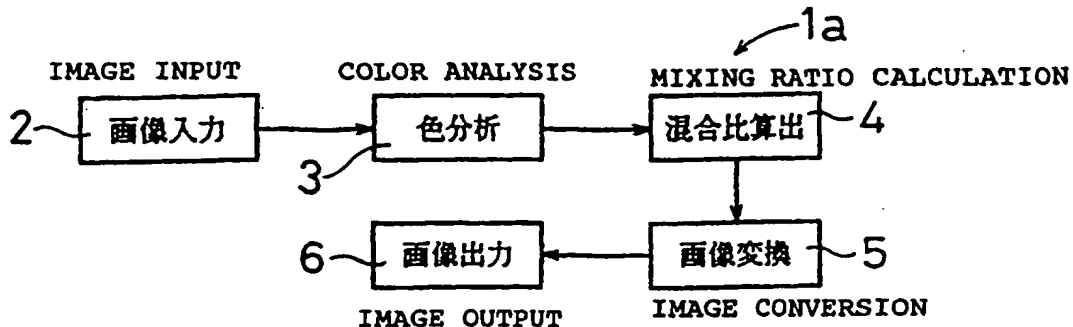 1a
IMAGE INPUT
COLOR ANALYSIS
MIXING RATIO CALCULATION
2
画像入力
色分析
混合比算出
4
3
6
画像出力
画像変換
5
IMAGE OUTPUT
IMAGE CONVERSION